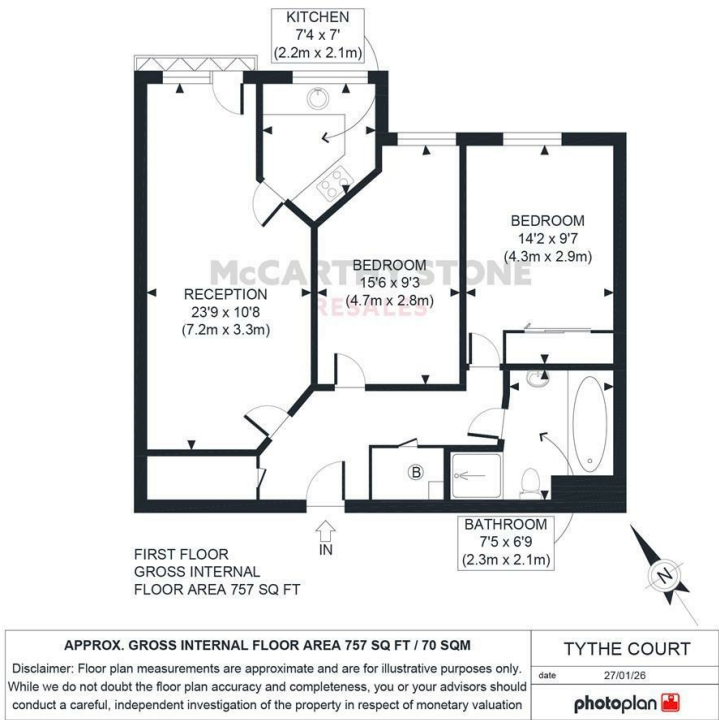 KITCHEN
7'4 x 7'
(2.2m x 2.1m)
BEDROOM
14'2 x 9'7
(4.3m x 2.9m)
McCARTHY STONE
RESALES
BEDROOM
15'6 x 9'3
(4.7m x 2.8m)
RECEPTION
23'9 x 10'8
(7.2m x 3.3m)
B
IN
BATHROOM
7'5 x 6'9
(2.3m x 2.1m)
N
FIRST FLOOR
GROSS INTERNAL
FLOOR AREA 757 SQ FT
APPROX. GROSS INTERNAL FLOOR AREA 757 SQ FT / 70 SQM
Disclaimer: Floor plan measurements are approximate and are for illustrative purposes only.
While we do not doubt the floor plan accuracy and completeness, you or your advisors should
conduct a careful, independent investigation of the property in respect of monetary valuation
TYTHE COURT
date 27/01/26
photoplan